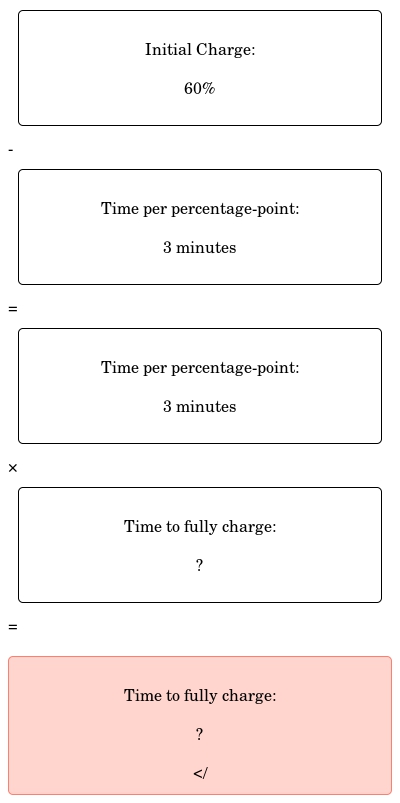 Initial Charge:
60%
-
Time per percentage-point:
3 minutes
=
Time per percentage-point:
3 minutes
×
Time to fully charge:
?
=
Time to fully charge:
?
</